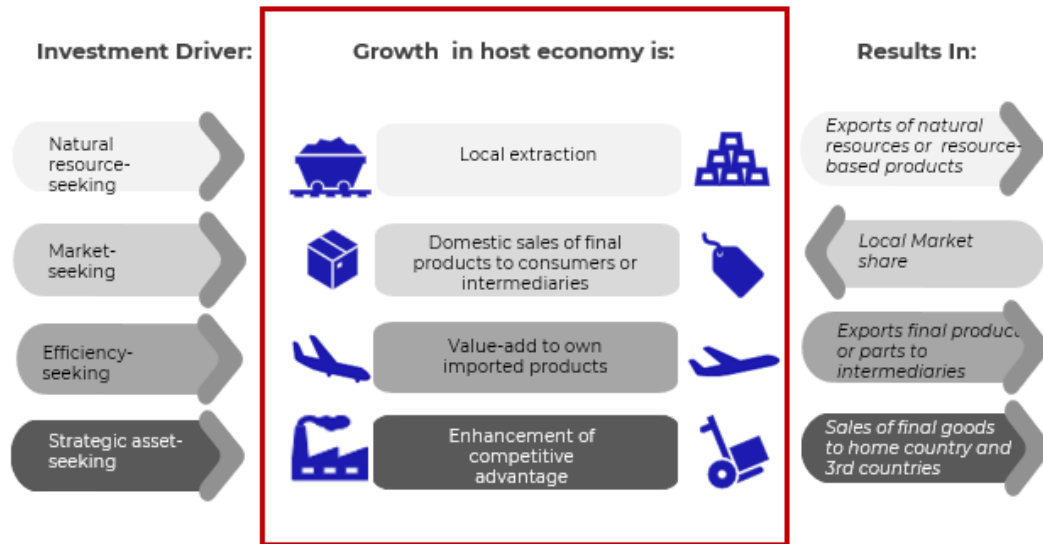 Investment Driver:
Growth in host economy is:
Results In:
Natural
resource-
seeking
Local extraction
Exports of natural
resources or resource-
based products
Market-
seeking
Domestic sales of final
products to consumers or
intermediaries
Local Market
share
Efficiency-
seeking
Value-add to own
imported products
Exports final product
or parts to
intermediaries
Strategic asset-
seeking
Enhancement of
competitive
advantage
Sales of final goods
to home country and
3rd countries